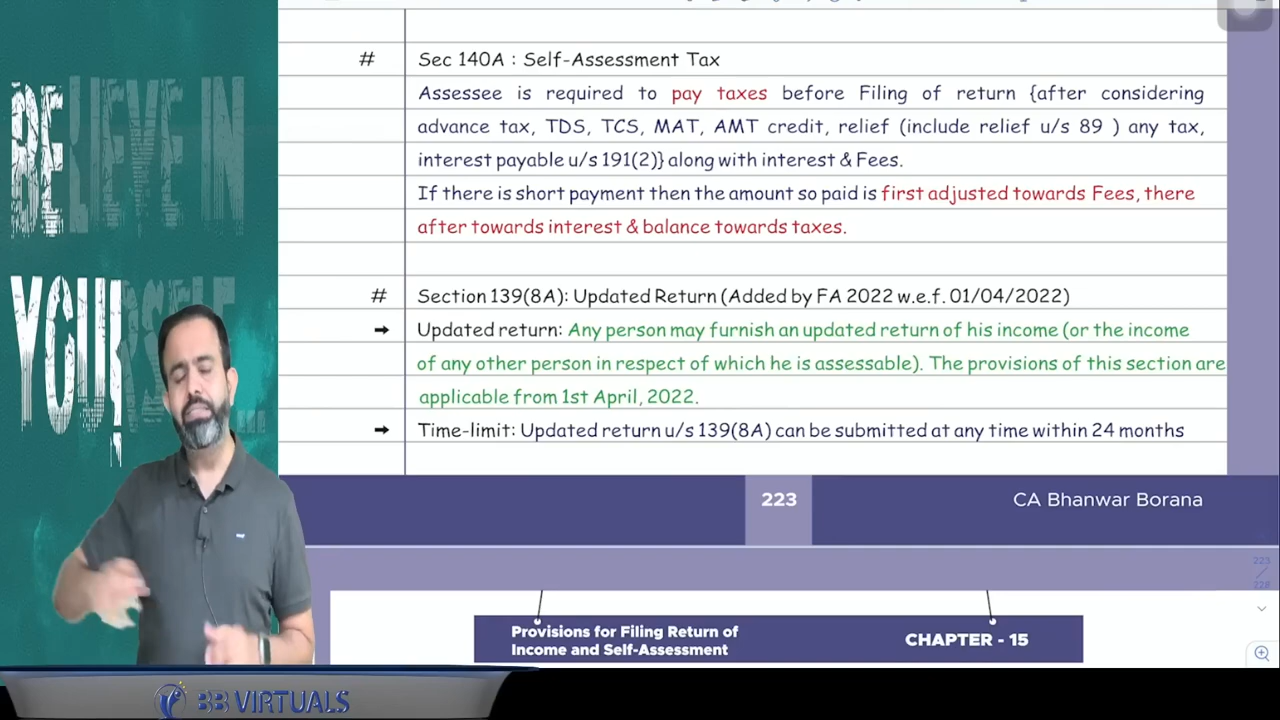 BELIEVE IN
YOURSELF...
# Sec 140A : Self-Assessment Tax
Assessee is required to pay taxes before Filing of return {after considering
advance tax, TDS, TCS, MAT, AMT credit, relief (include relief u/s 89 ) any tax,
interest payable u/s 191(2)} along with interest & Fees.
If there is short payment then the amount so paid is first adjusted towards Fees, there
after towards interest & balance towards taxes.
# Section 139(8A): Updated Return (Added by FA 2022 w.e.f. 01/04/2022)
➡ Updated return: Any person may furnish an updated return of his income (or the income
of any other person in respect of which he is assessable). The provisions of this section are
applicable from 1st April, 2022.
➡ Time-limit: Updated return u/s 139(8A) can be submitted at any time within 24 months
223
CA Bhanwar Borana
223
/
228
Provisions for Filing Return of
Income and Self-Assessment
CHAPTER - 15
BB VIRTUALS